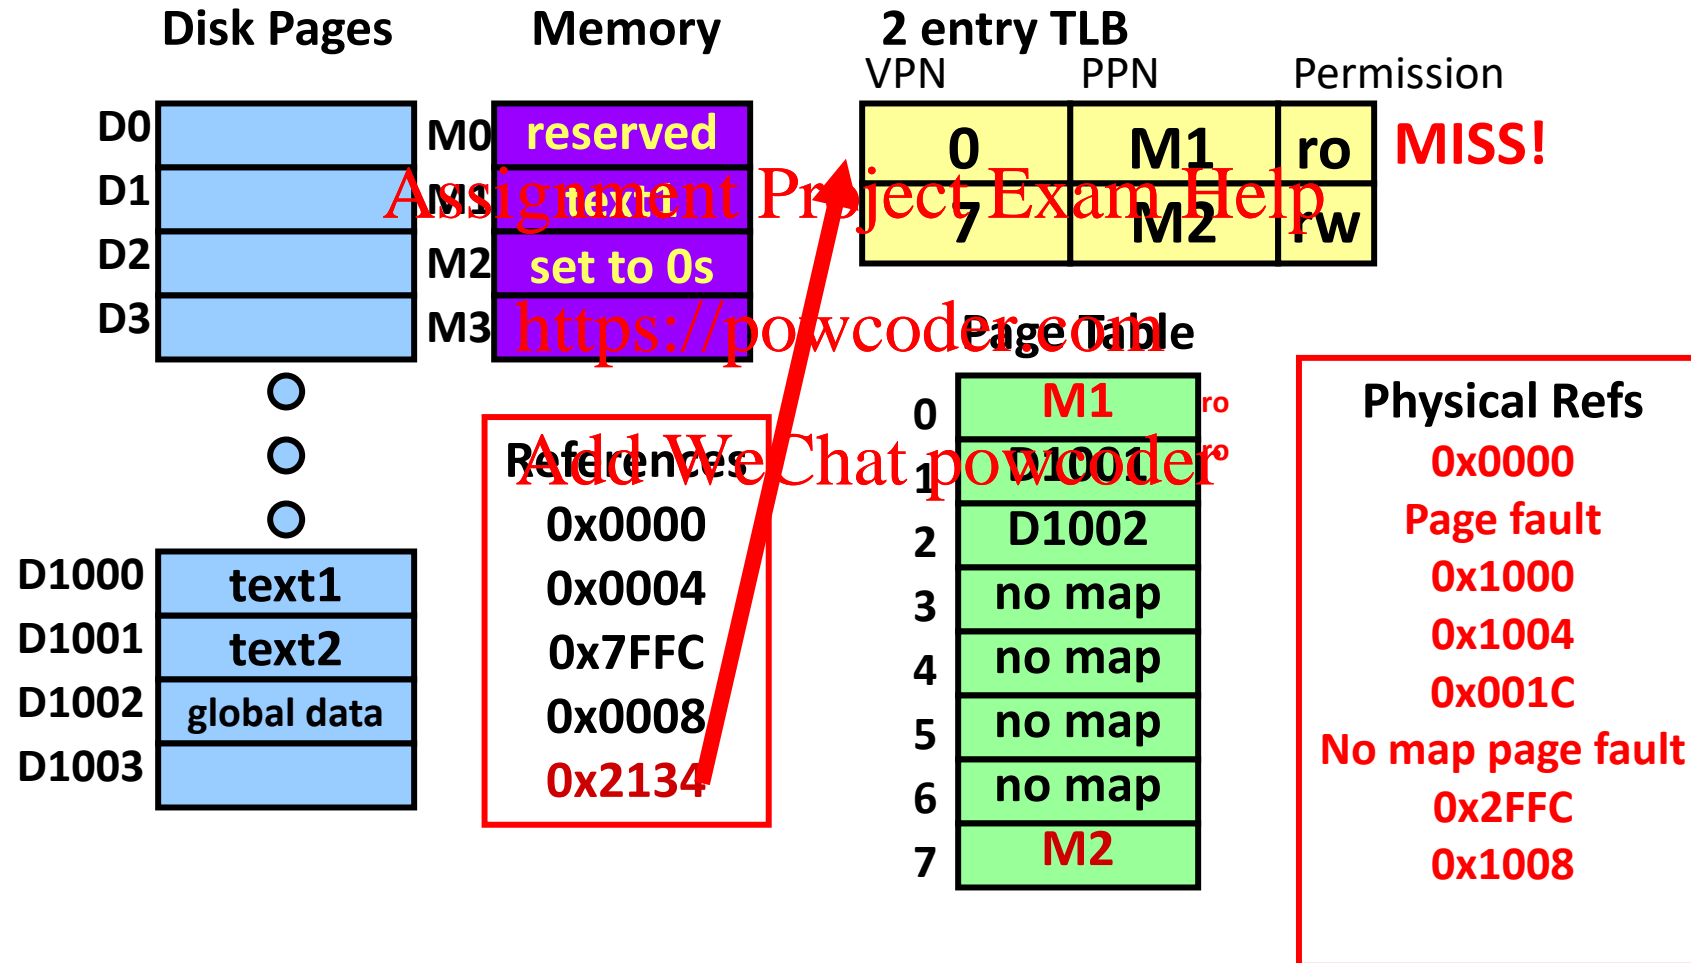 Disk Pages
Memory
2 entry TLB
VPN PPN Permission
D0
D1
D2
D3
D1000 text1
D1001 text2
D1002 global data
D1003
M0 reserved
M1 text1
M2 set to 0s
M3
0 M1 ro
7 M2 rw
MISS!
Assignment Project Exam Help
https://powcoder.com
Add WeChat powcoder
References
0x0000
0x0004
0x7FFC
0x0008
0x2134
Page Table
0 M1 ro
1 D1001 ro
2 D1002
3 no map
4 no map
5 no map
6 no map
7 M2
Physical Refs
0x0000
Page fault
0x1000
0x1004
0x001C
No map page fault
0x2FFC
0x1008